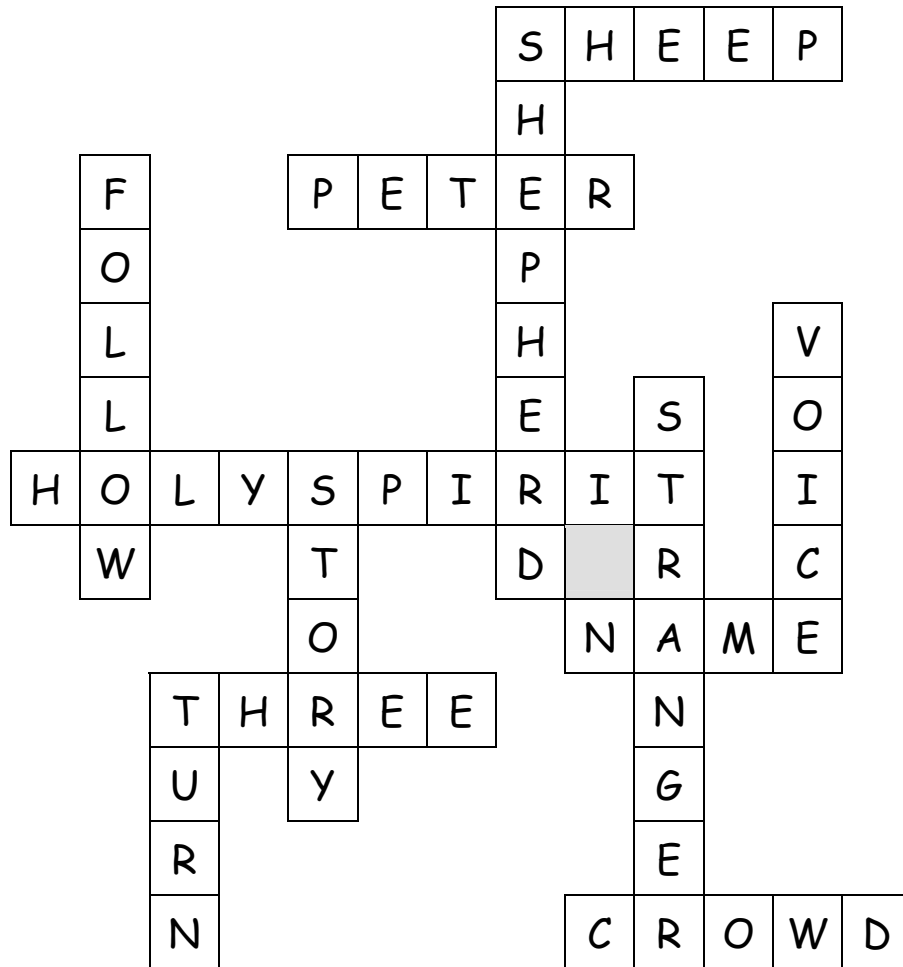 S H E E P
H
F P E T E R
O P
L H V
L E S O
H O L Y S P I R I T I
W T D R C
O N A M E
T H R E E N
U Y G
R E
N C R O W D